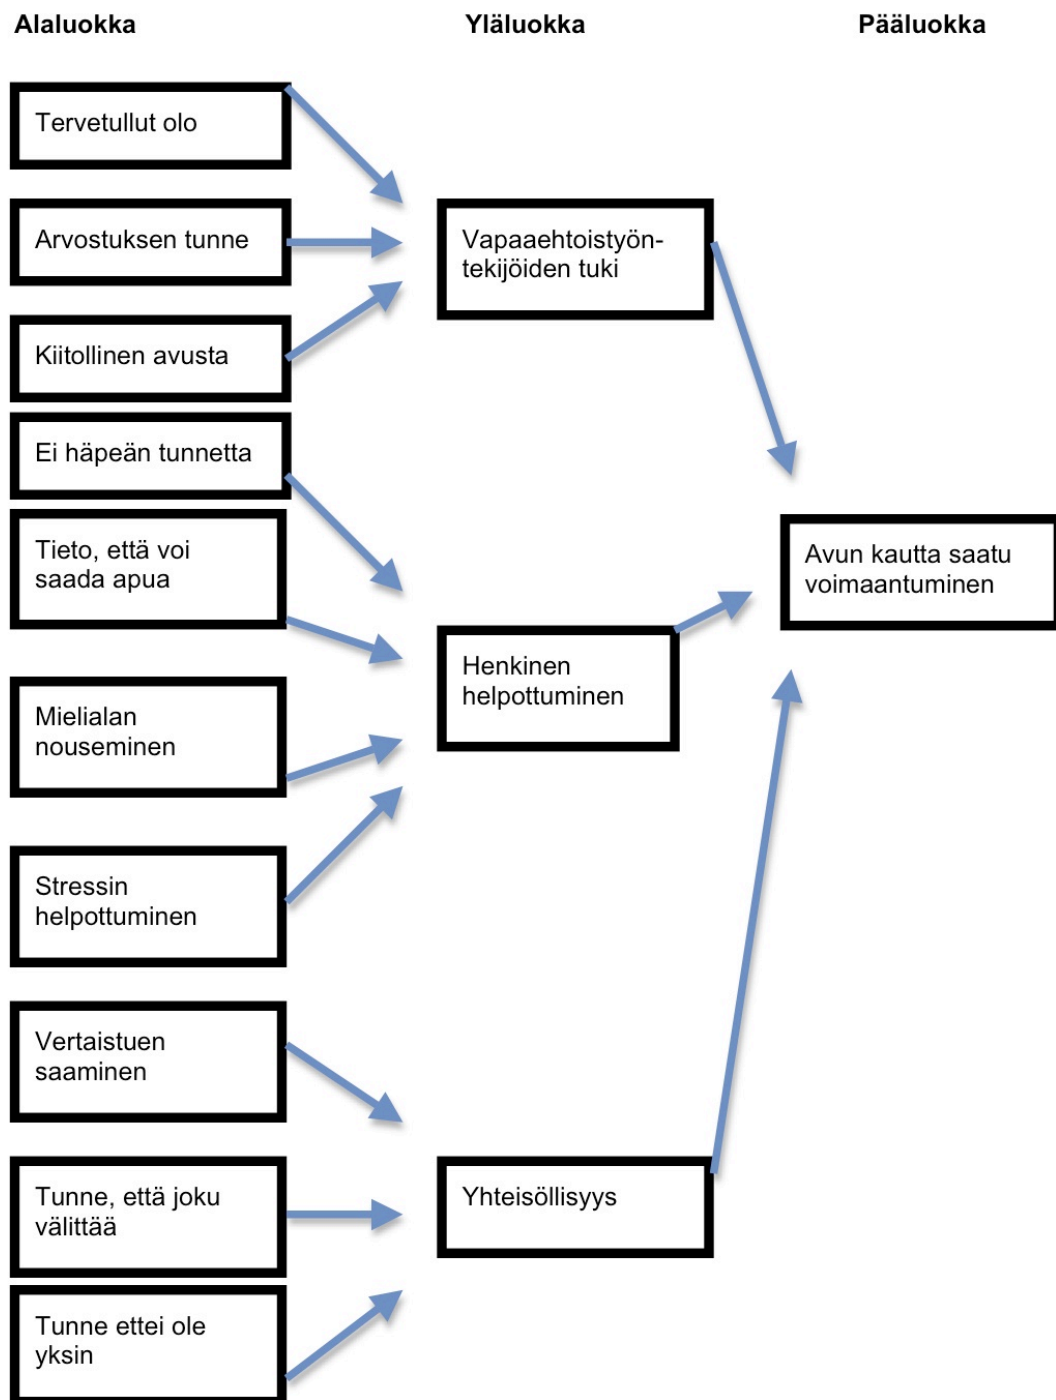 Alaluokka
Yläluokka
Pääluokka
Tervetullut olo
Arvostuksen tunne
Kiitollinen avusta
Ei häpeän tunnetta
Tieto, että voi
saada apua
Mielialan
nouseminen
Stressin
helpottuminen
Vertaistuen
saaminen
Tunne, että joku
välittää
Tunne ettei ole
yksin
Vapaaehtoistyön-
tekijöiden tuki
Henkinen
helpottuminen
Yhteisöllisyys
Avun kautta saatu
voimaantuminen